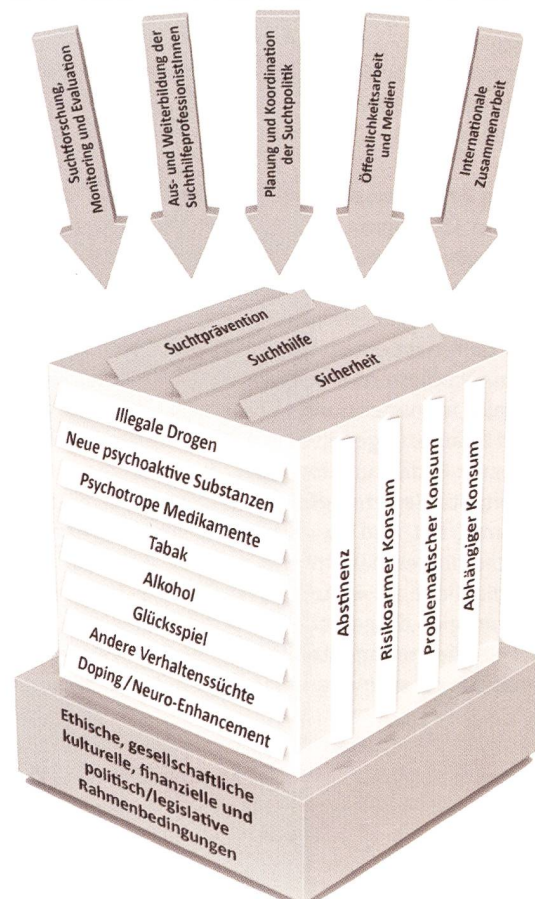 Suchtforschung,
Monitoring und Evaluation
Aus- und Weiterbildung der
SuchthilfeprofessionistInnen
Planung und Koordination
der Suchtpolitik
Öffentlichkeitsarbeit
und Medien
Internationale
Zusammenarbeit
Suchtprävention
Suchthilfe
Sicherheit
Illegale Drogen
Neue psychoaktive Substanzen
Psychotrope Medikamente
Tabak
Alkohol
Glücksspiel
Andere Verhaltenssüchte
Doping/Neuro-Enhancement
Abstinenz
Risikoarmer Konsum
Problematischer Konsum
Abhängiger Konsum
Ethische, gesellschaftliche
kulturelle, finanzielle und
politisch/legislative
Rahmenbedingungen